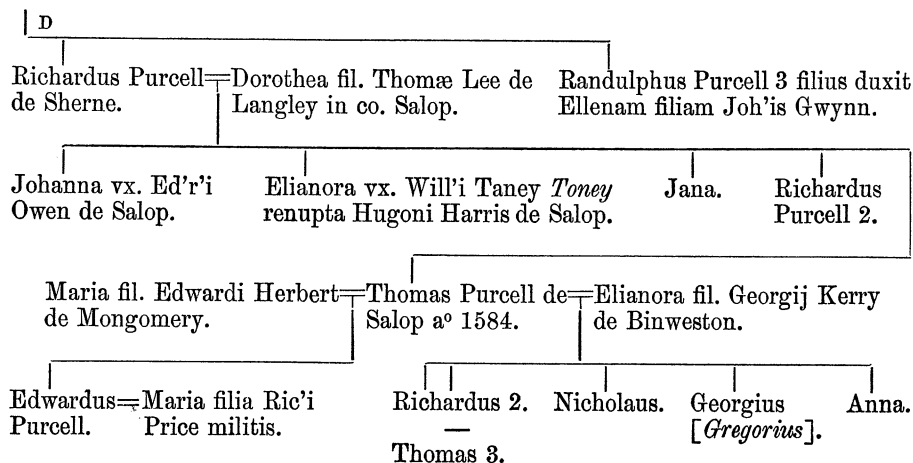 D
Richardus Purcell Dorothea fil. Thomæ Lee de Randulphus Purcell 3 filius duxit
de Sherne. Langley in co. Salop. Ellenam filiam Joh'is Gwynn.
Johanna vx. Ed'r'i Elianora vx. Will'i Taney Toney Jana. Richardus
Owen de Salop. renupta Hugoni Harris de Salop. Purcell 2.
Maria fil. Edwardi Herbert Thomas Purcell de Elianora fil. Georgij Kerry
de Mongomery. Salop aº 1584. de Binweston.
Edwardus Maria filia Ric'i Richardus 2. Nicholaus. Georgius Anna.
Purcell. Price militis. — [Gregorius].
Thomas 3.